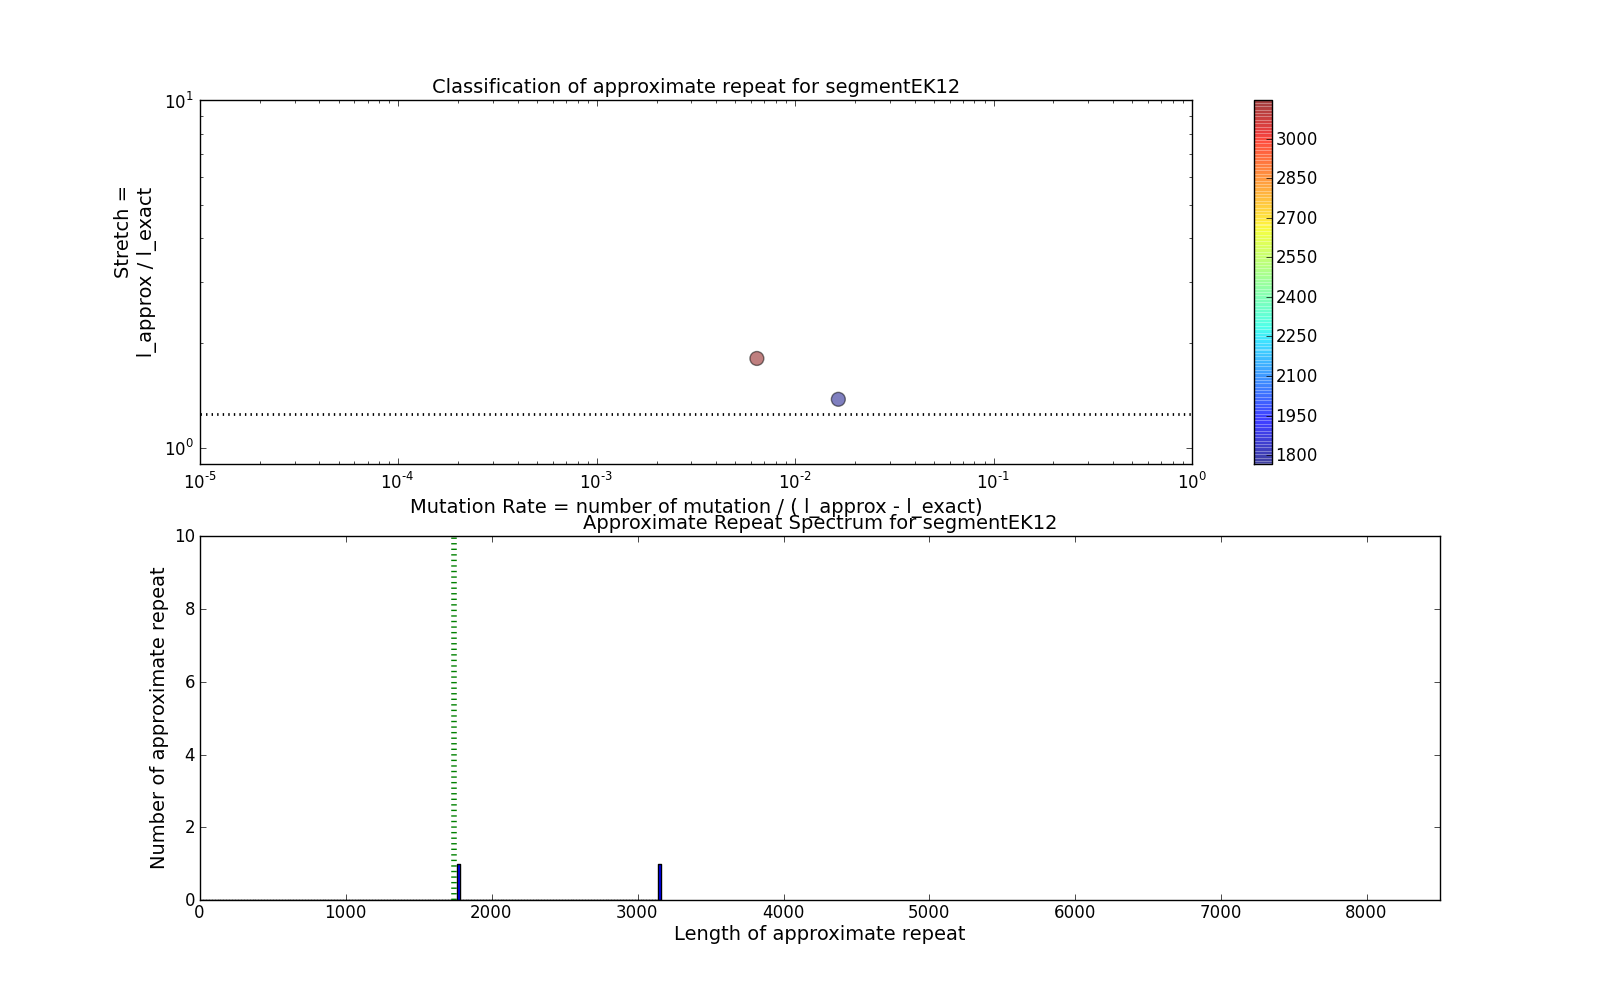 Classification of approximate repeat for segmentEK12
10^1
10^0
Stretch =
l_approx / l_exact
10^-5 10^-4 10^-3 10^-2 10^-1 10^0
Mutation Rate = number of mutation / ( l_approx - l_exact)
3000
2850
2700
2550
2400
2250
2100
1950
1800
Approximate Repeat Spectrum for segmentEK12
10
8
6
4
2
0
Number of approximate repeat
0 1000 2000 3000 4000 5000 6000 7000 8000
Length of approximate repeat